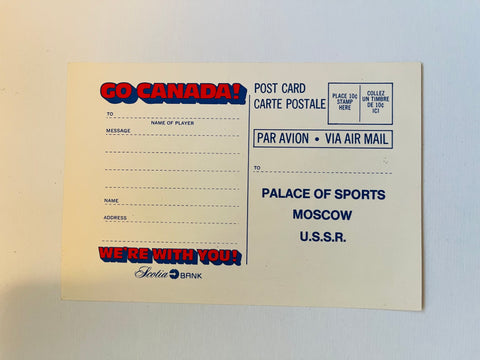 GO CANADA!
TO
NAME OF PLAYER
MESSAGE
NAME
ADDRESS
WE'RE WITH YOU!
Scotia BANK
POST CARD
CARTE POSTALE
PLACE 10¢
STAMP
HERE
COLLEZ
UN TIMBRE
DE 10¢
ICI
PAR AVION • VIA AIR MAIL
TO
PALACE OF SPORTS
MOSCOW
U.S.S.R.